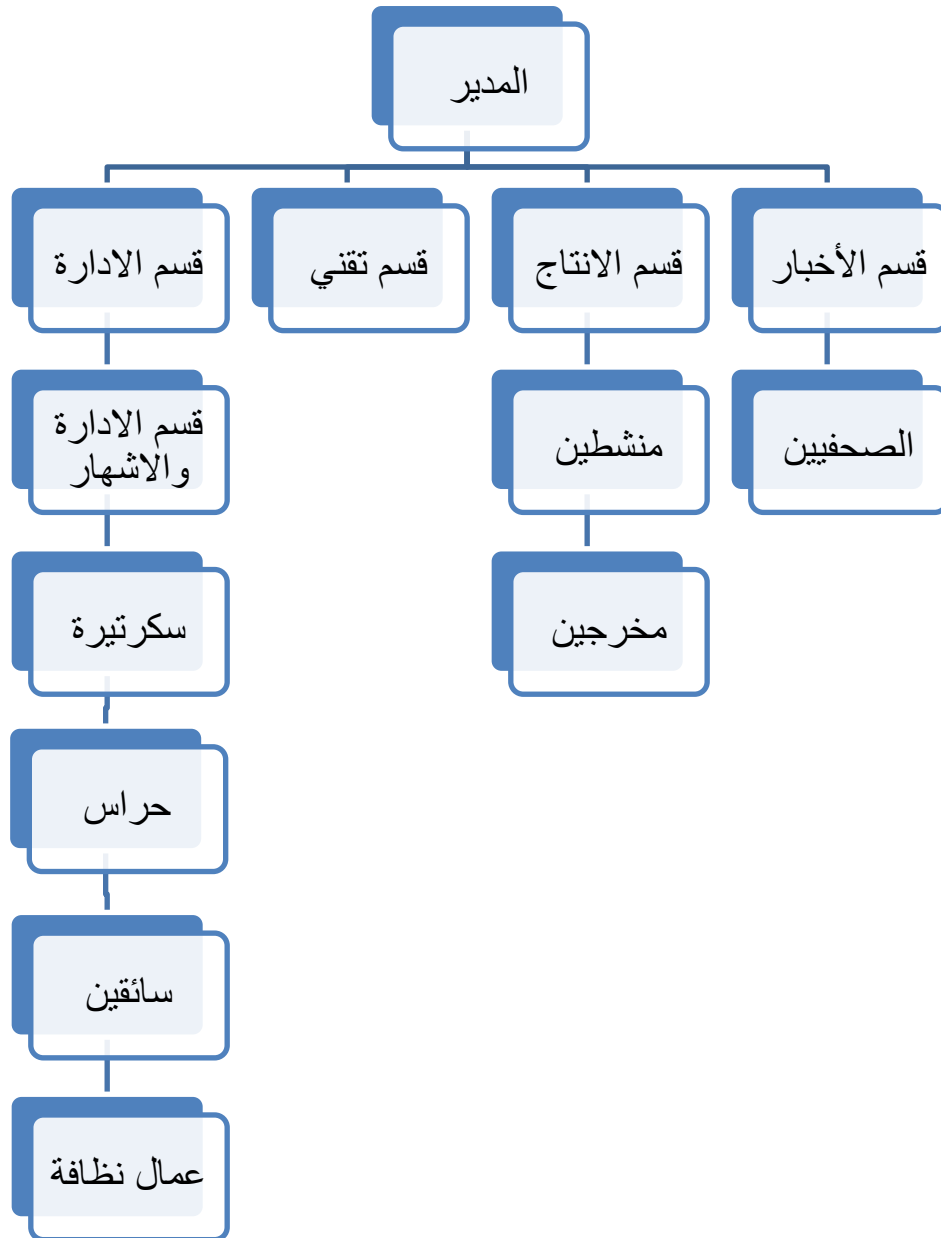 المدير
قسم الأخبار
قسم الانتاج
قسم تقني
قسم الادارة
الصحفيين
منشطين
قسم الادارة
والاشهار
مخرجين
سكرتيرة
حراس
سائقين
عمال نظافة